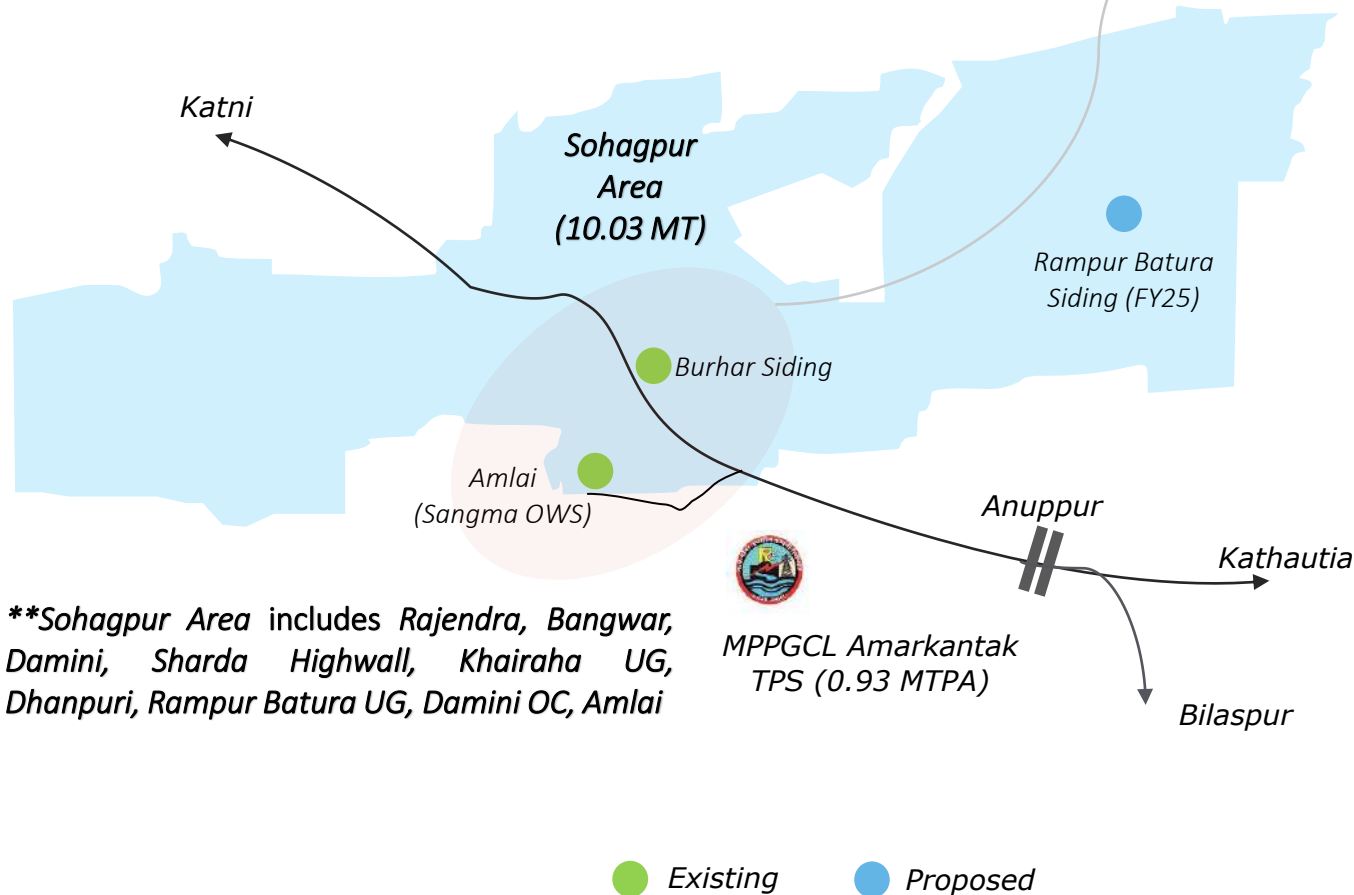 Katni
Sohagpur
Area
(10.03 MT)
Rampur Batura
Siding (FY25)
Burhar Siding
Amlai
(Sangma OWS)
Anuppur
Kathautia
**Sohagpur Area includes Rajendra, Bangwar,
Damini, Sharda Highwall, Khairaha UG,
Dhanpuri, Rampur Batura UG, Damini OC, Amlai
MPPGCL Amarkantak
TPS (0.93 MTPA)
Bilaspur
Existing
Proposed